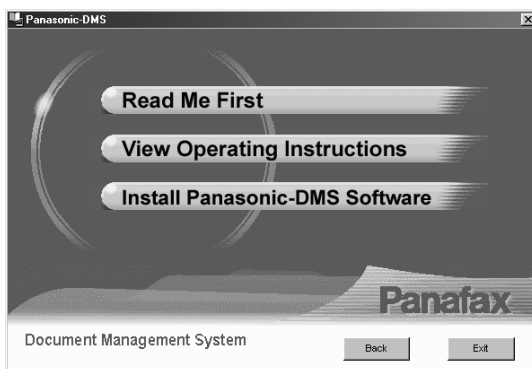 Panasonic-DMS
Read Me First
View Operating Instructions
Install Panasonic-DMS Software
Panafax
Document Management System
Back
Exit